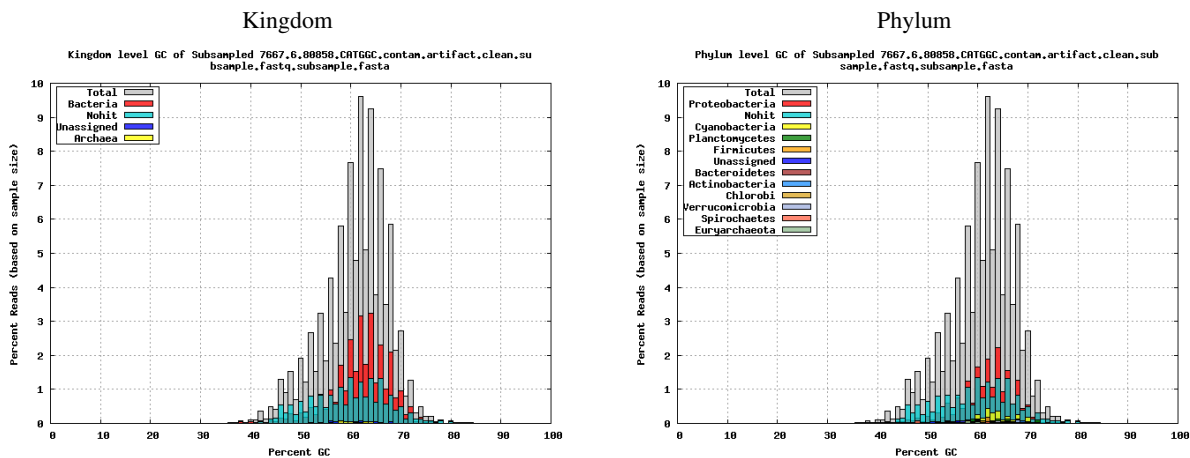 Kingdom
Kingdom level GC of Subsampled 7667.6.80858.CATGGC.contam.artifact.clean.su
bsample.fastq.subsample.fasta
Percent Reads (based on sample size)
10
9
8
7
6
5
4
3
2
1
0
Total
Bacteria
Nohit
Unassigned
Archaea
0 10 20 30 40 50 60 70 80 90 100
Percent GC
Phylum
Phylum level GC of Subsampled 7667.6.80858.CATGGC.contam.artifact.clean.sub
sample.fastq.subsample.fasta
Percent Reads (based on sample size)
10
9
8
7
6
5
4
3
2
1
0
Total
Proteobacteria
Nohit
Cyanobacteria
Planctomycetes
Firmicutes
Unassigned
Bacteroidetes
Actinobacteria
Chlorobi
Verrucomicrobia
Spirochaetes
Euryarchaeota
0 10 20 30 40 50 60 70 80 90 100
Percent GC